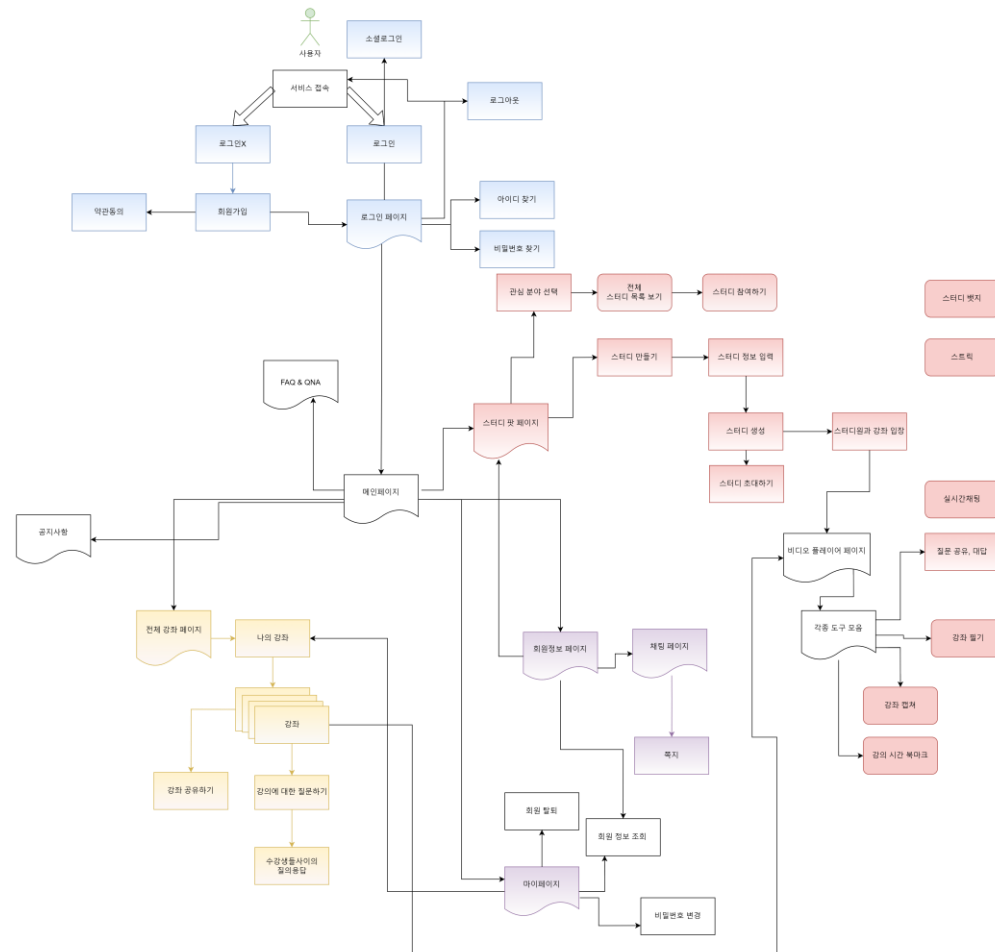 소셜로그인
사용자
서비스 접속
로그아웃
로그인X
로그인
약관동의
회원가입
로그인 페이지
아이디 찾기
비밀번호 찾기
관심 분야 선택
전체
스터디 목록 보기
스터디 참여하기
스터디 뱃지
스터디 만들기
스터디 정보 입력
스트릭
FAQ & QNA
스터디 팟 페이지
스터디 생성
스터디원과 강좌 입장
스터디 초대하기
메인페이지
실시간채팅
공지사항
비디오 플레이어 페이지
질문 공유, 대답
전체 강좌 페이지
나의 강좌
각종 도구 모음
강좌 필기
회원정보 페이지
채팅 페이지
강좌
강좌 캡쳐
쪽지
강의 시간 북마크
강좌 공유하기
강의에 대한 질문하기
회원 탈퇴
회원 정보 조회
수강생들사이의
질의응답
마이페이지
비밀번호 변경